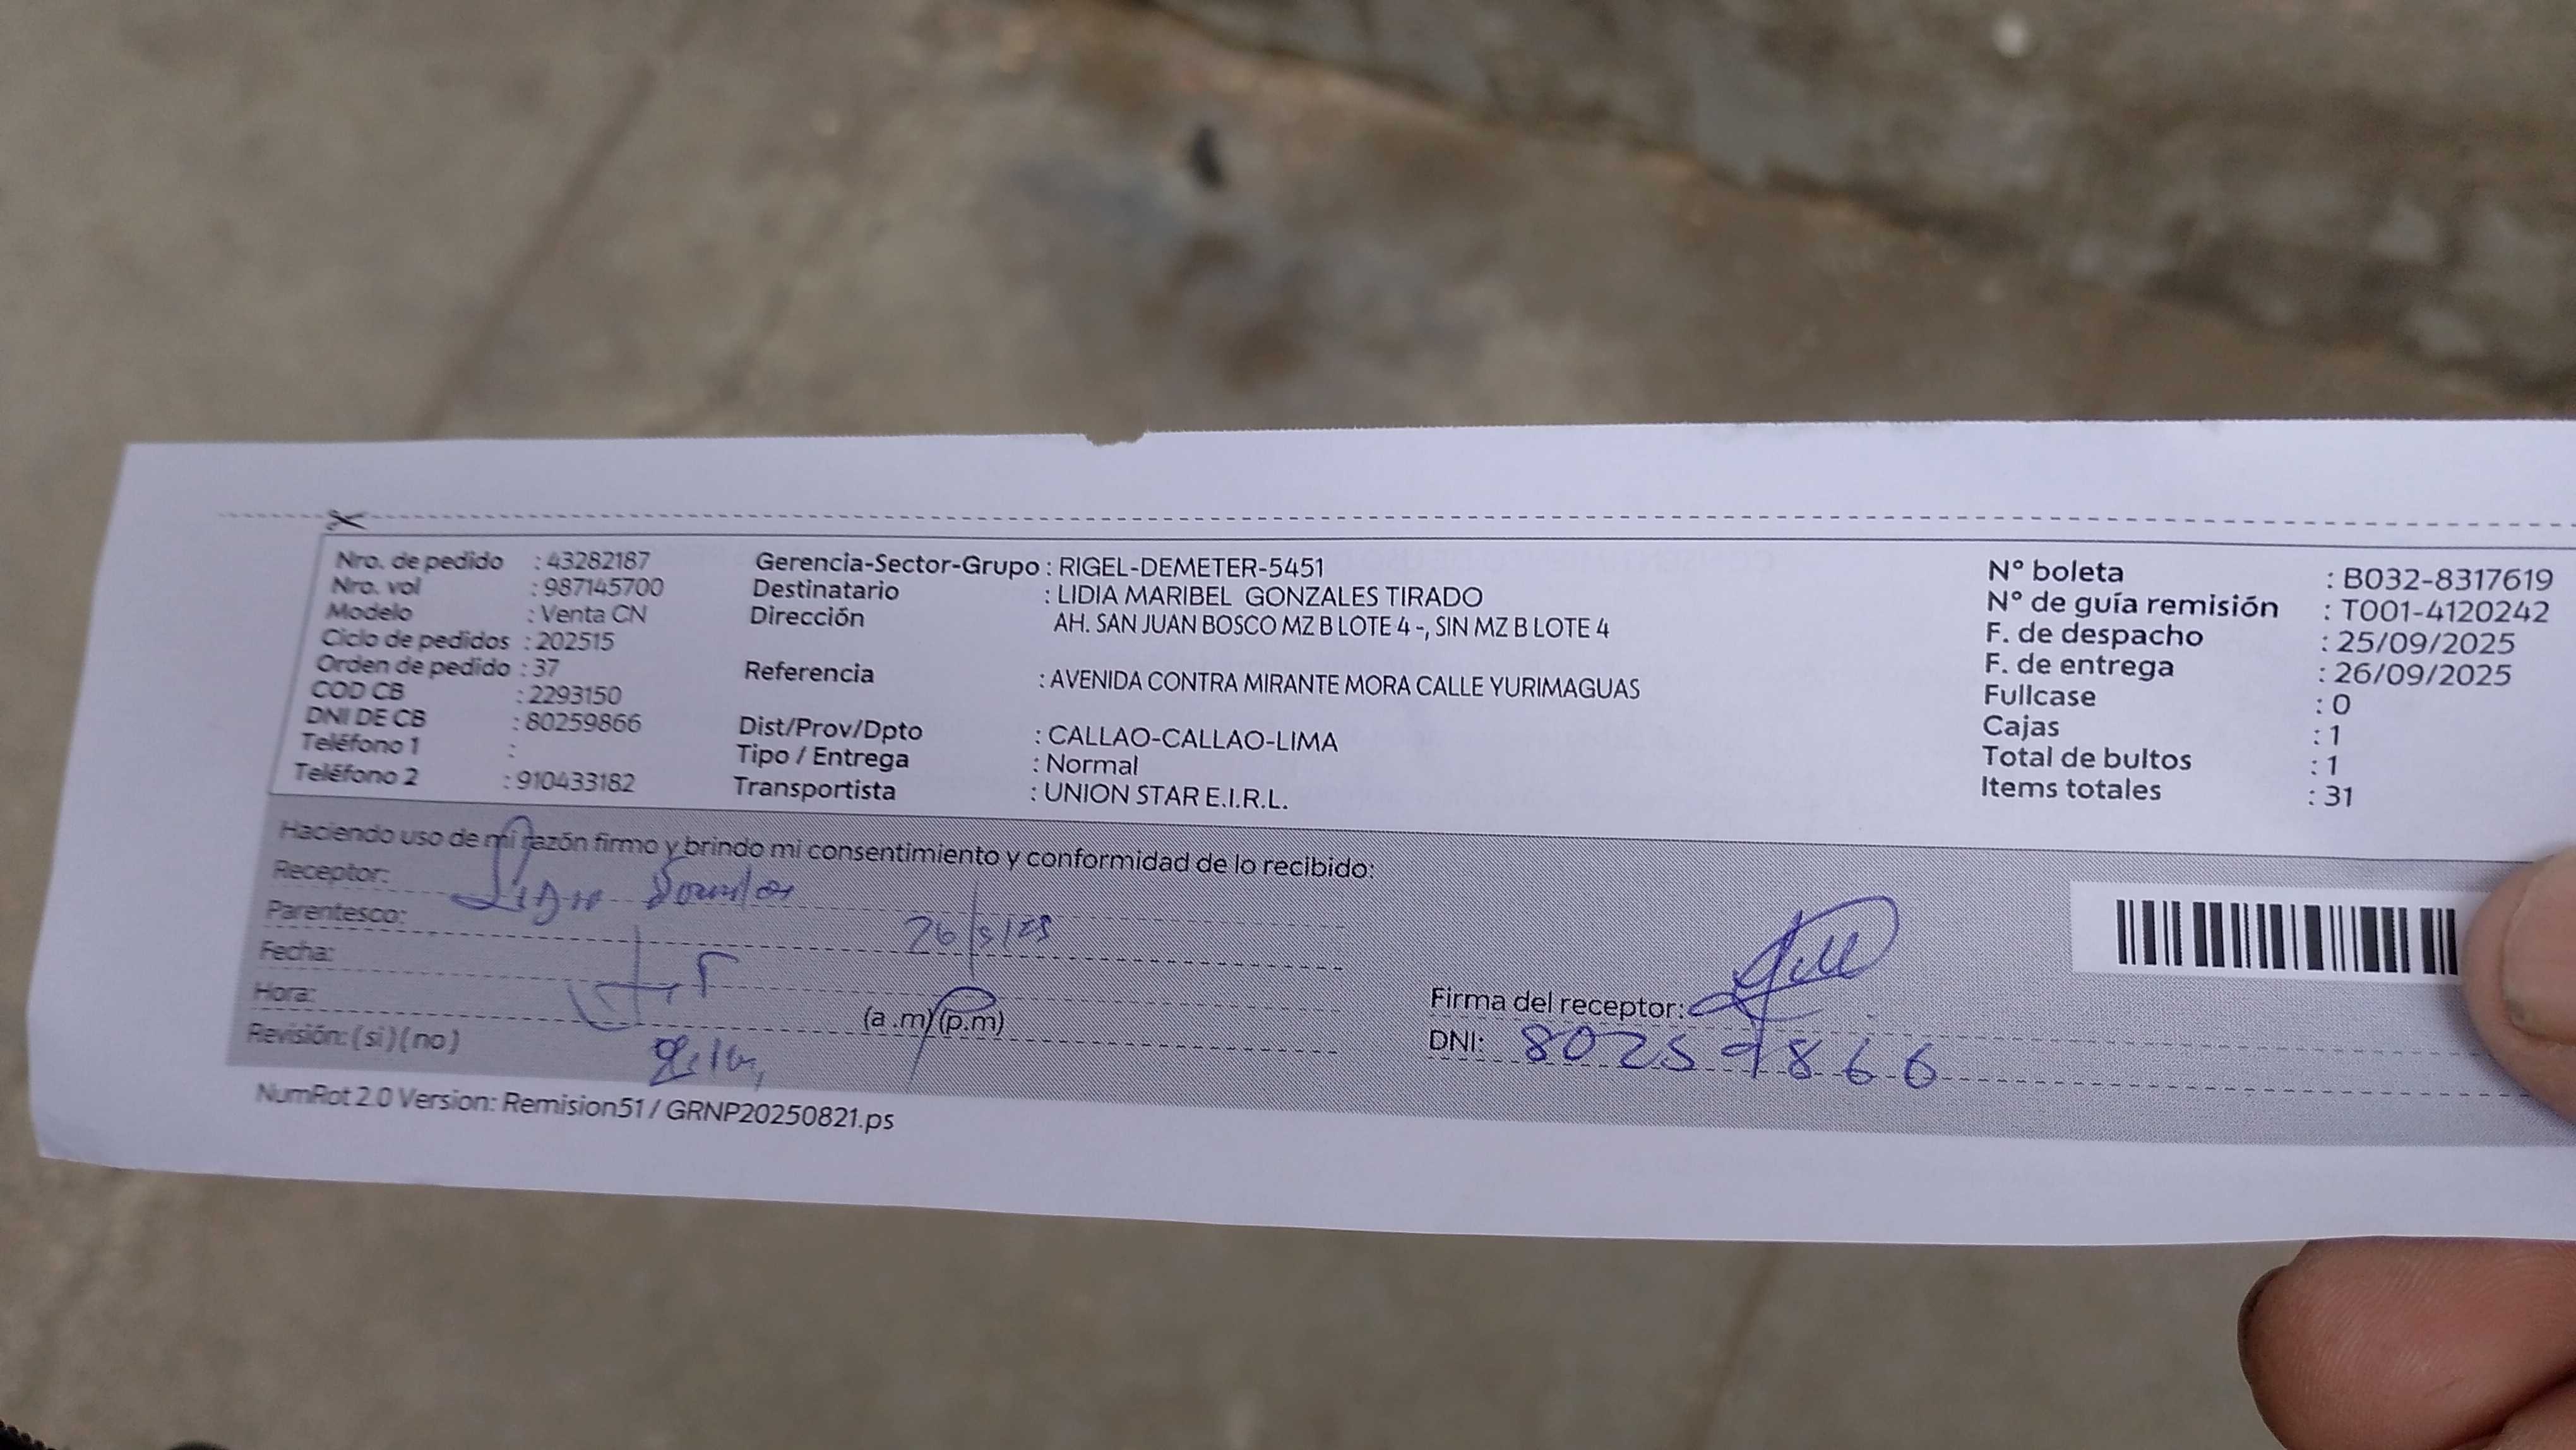 Nro. de pedido : 43282187
Nro. vol : 987145700
Modelo : Venta CN
Ciclo de pedidos : 202515
Orden de pedido : 37
COD CB : 2293150
DNI DE CB : 80259866
Teléfono 1 :
Teléfono 2 : 910433182
Gerencia-Sector-Grupo : RIGEL-DEMETER-5451
Destinatario : LIDIA MARIBEL GONZALES TIRADO
Dirección AH. SAN JUAN BOSCO MZ B LOTE 4 -, SIN MZ B LOTE 4
Referencia : AVENIDA CONTRA MIRANTE MORA CALLE YURIMAGUAS
Dist/Prov/Dpto : CALLAO-CALLAO-LIMA
Tipo / Entrega : Normal
Transportista : UNION STAR E.I.R.L.
N° boleta : B032-8317619
N° de guía remisión : T001-4120242
F. de despacho : 25/09/2025
F. de entrega : 26/09/2025
Fullcase : 0
Cajas : 1
Total de bultos : 1
Items totales : 31
Haciendo uso de mi razón firmo y brindo mi consentimiento y conformidad de lo recibido:
Receptor:
Parentesco:
Fecha:
Hora: (a.m) (p.m)
Revisión: (si) (no)
Firma del receptor:
DNI: 80259866
NumRot 2.0 Version: Remision51 / GRNP20250821.ps